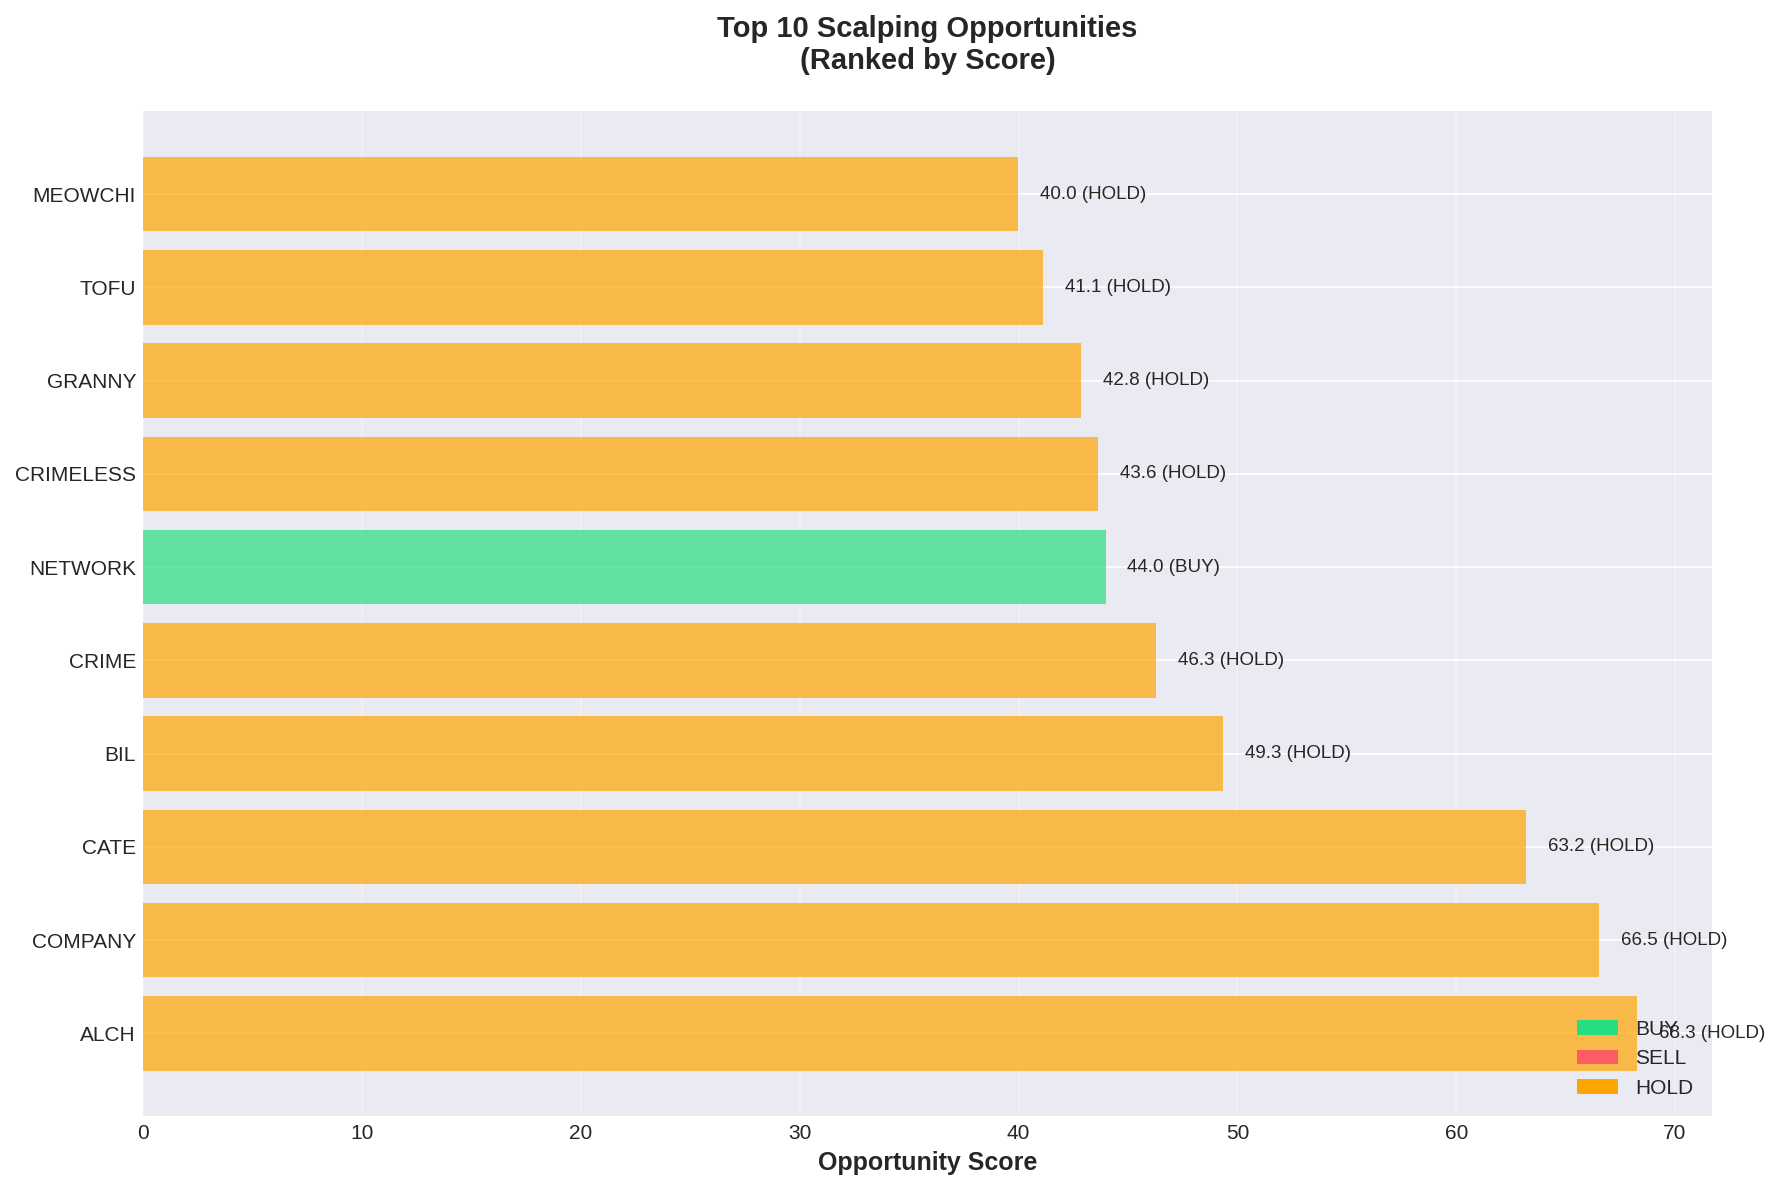 Top 10 Scalping Opportunities
(Ranked by Score)
MEOWCHI
40.0 (HOLD)
TOFU
41.1 (HOLD)
GRANNY
42.8 (HOLD)
CRIMELESS
43.6 (HOLD)
NETWORK
44.0 (BUY)
CRIME
46.3 (HOLD)
BIL
49.3 (HOLD)
CATE
63.2 (HOLD)
COMPANY
66.5 (HOLD)
ALCH
68.3 (HOLD)
BUY
SELL
HOLD
0 10 20 30 40 50 60 70
Opportunity Score